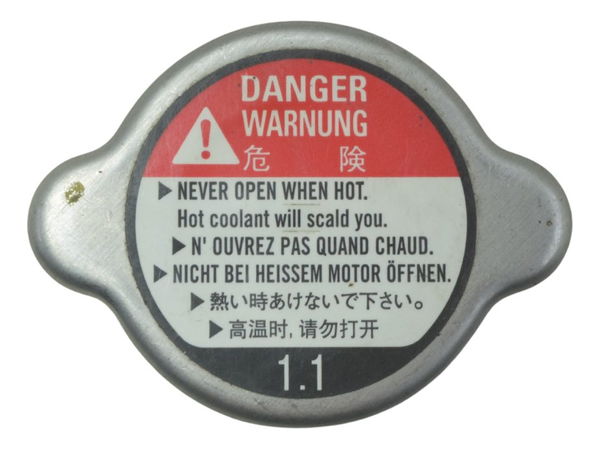 DANGER
WARNUNG
危険
▶ NEVER OPEN WHEN HOT.
Hot coolant will scald you.
▶ N' OUVREZ PAS QUAND CHAUD.
▶ NICHT BEI HEISSEM MOTOR ÖFFNEN.
▶ 熱い時あけないで下さい。
▶ 高温时, 请勿打开
1.1